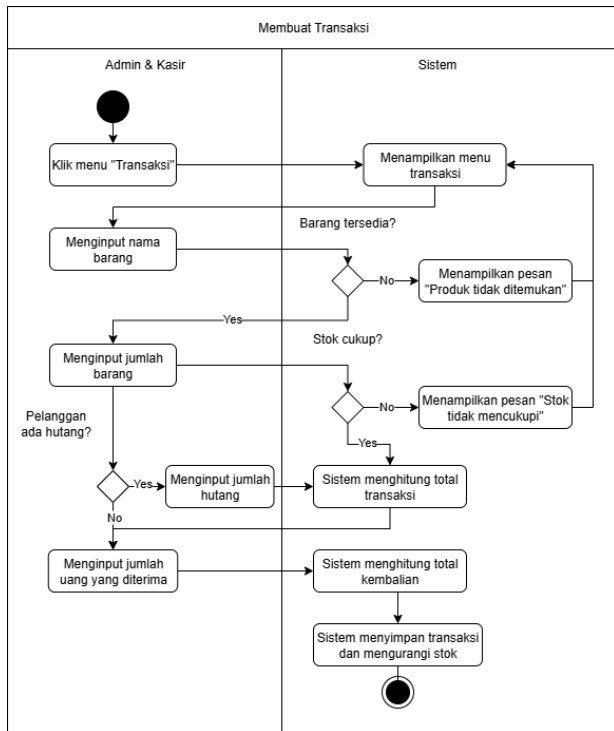 Membuat Transaksi
Admin & Kasir
Sistem
Klik menu "Transaksi"
Menampilkan menu
transaksi
Barang tersedia?
Menginput nama
barang
No
Menampilkan pesan
"Produk tidak ditemukan"
Yes
Stok cukup?
Menginput jumlah
barang
No
Menampilkan pesan "Stok
tidak mencukupi"
Pelanggan
ada hutang?
Yes
Yes
Menginput jumlah
hutang
Sistem menghitung total
transaksi
No
Menginput jumlah
uang yang diterima
Sistem menghitung total
kembalian
Sistem menyimpan transaksi
dan mengurangi stok